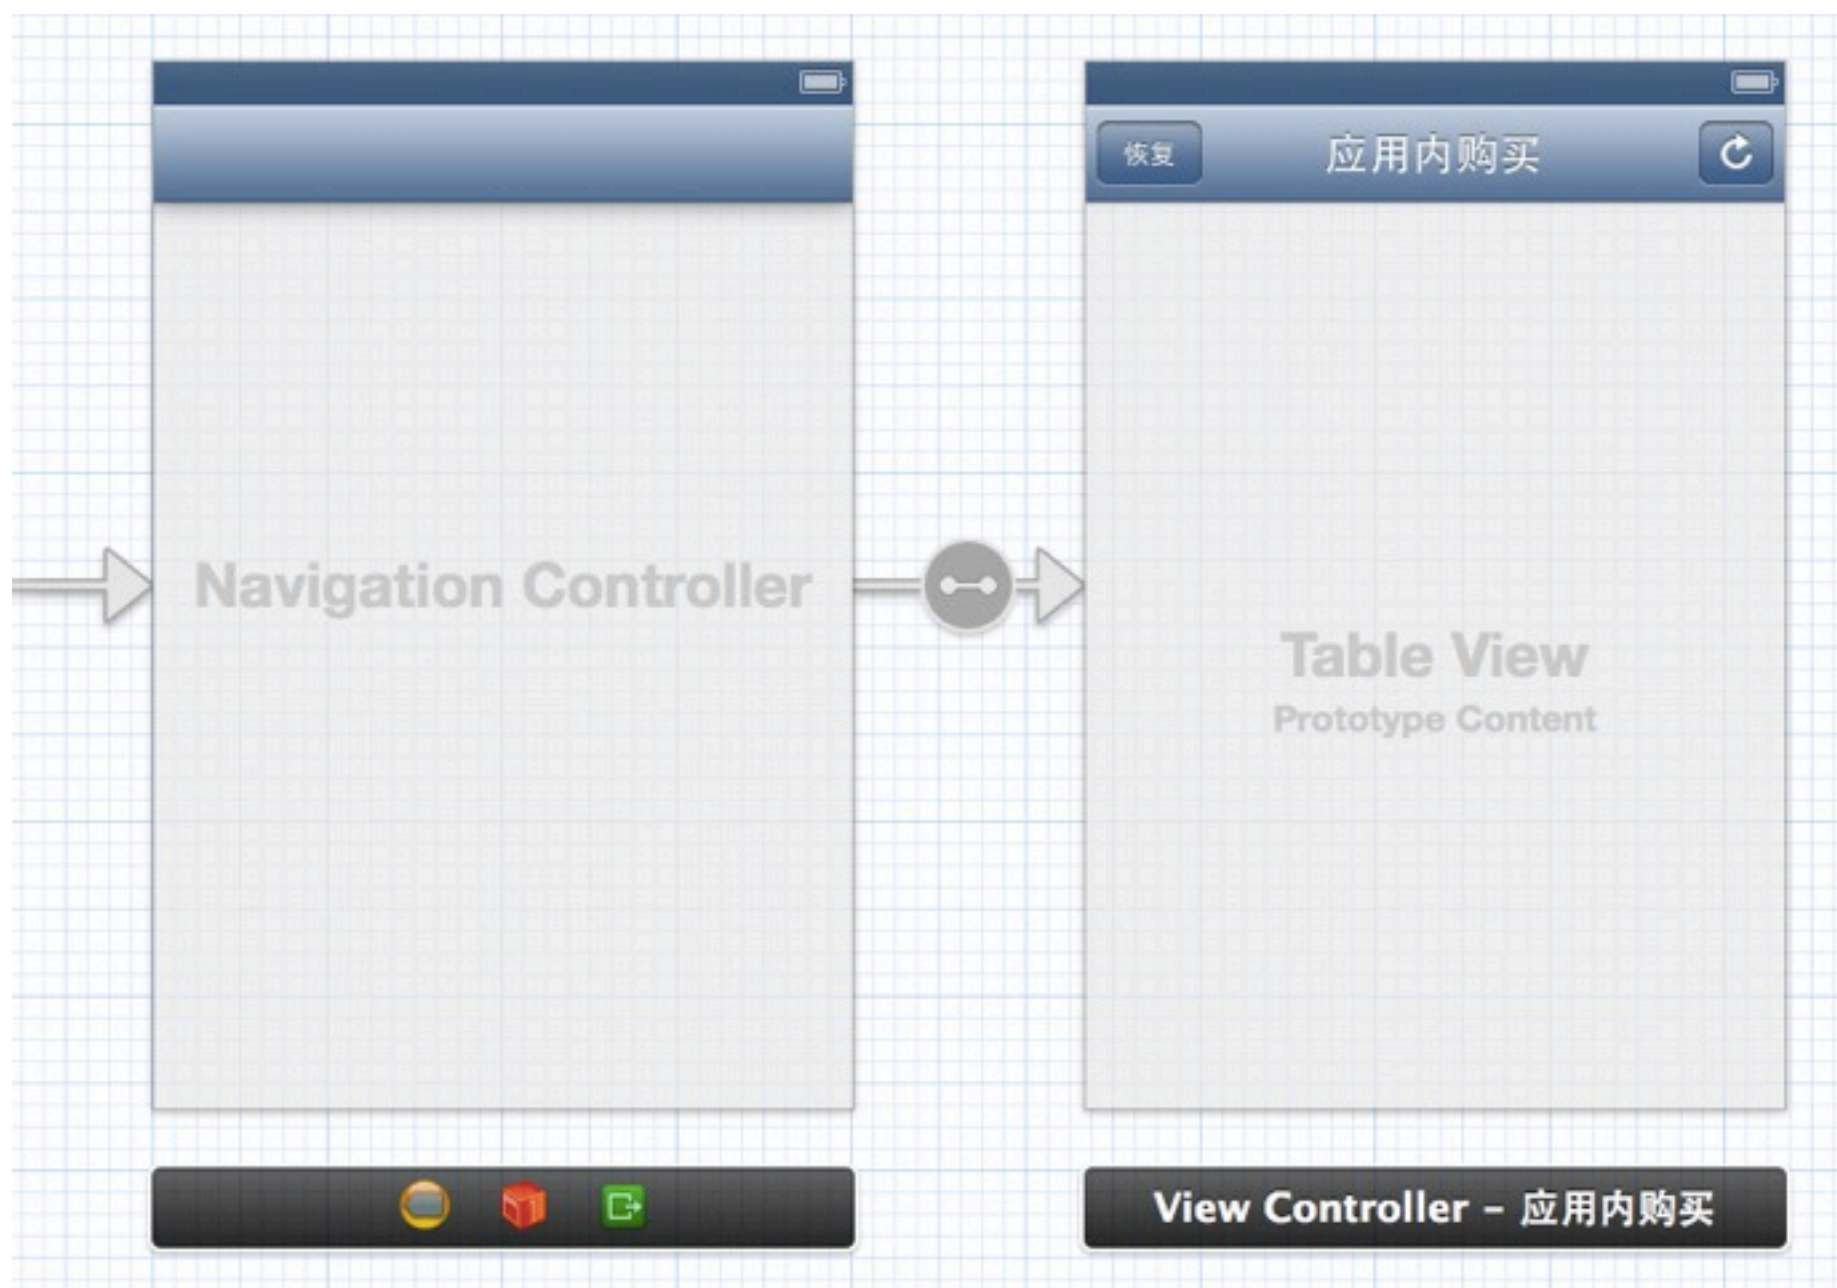 恢复
应用内购买
Navigation Controller
Table View
Prototype Content
View Controller – 应用内购买